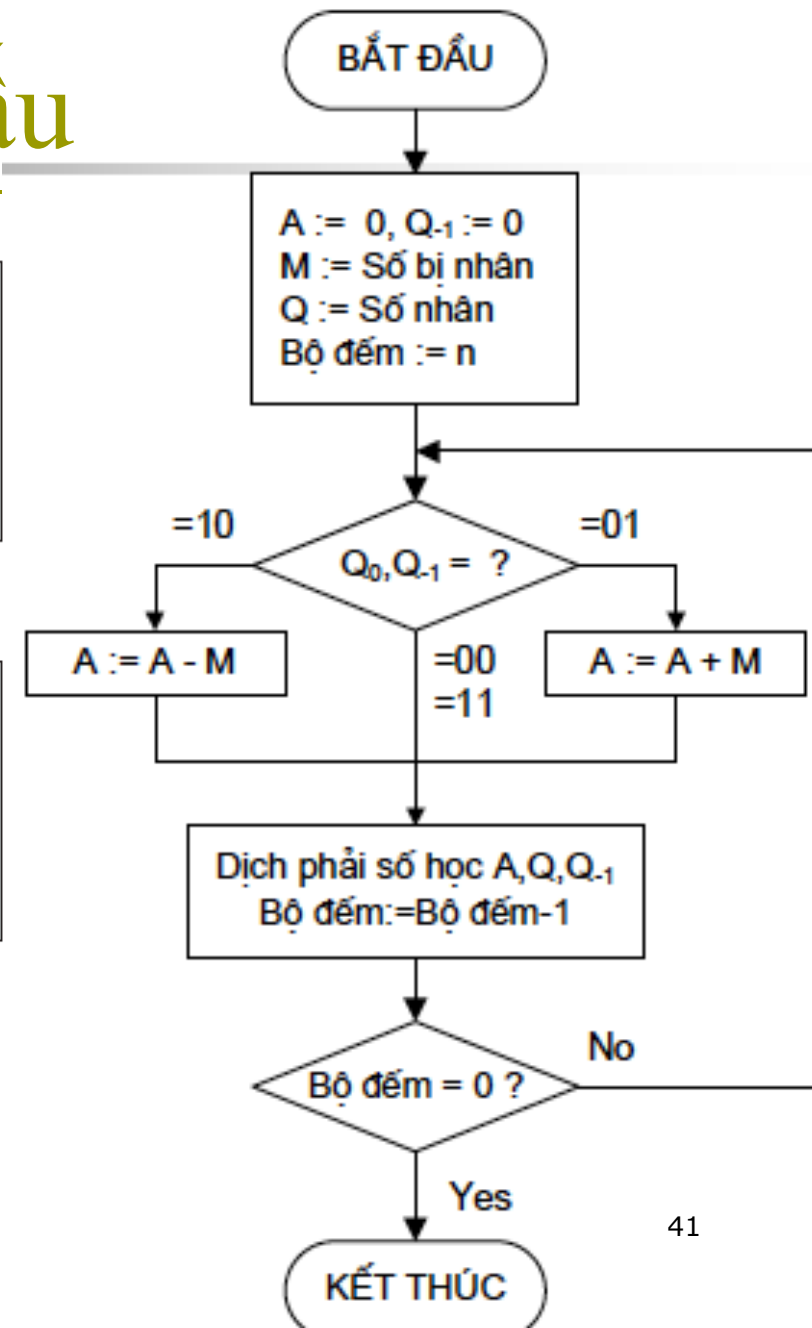 ầu
BẮT ĐẦU
A := 0, Q₋₁ := 0
M := Số bị nhân
Q := Số nhân
Bộ đếm := n
=10
Q₀,Q₋₁ = ?
=01
A := A - M
=00
=11
A := A + M
Dịch phải số học A,Q,Q₋₁
Bộ đếm:=Bộ đếm-1
Bộ đếm = 0 ?
No
Yes
41
KẾT THÚC